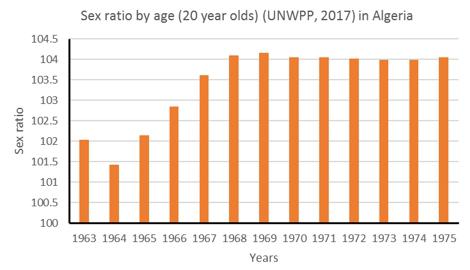 Sex ratio by age (20 year olds) (UNWPP, 2017) in Algeria
104.5
104
103.5
103
102.5
102
101.5
101
100.5
100
Sex ratio
1963 1964 1965 1966 1967 1968 1969 1970 1971 1972 1973 1974 1975
Years